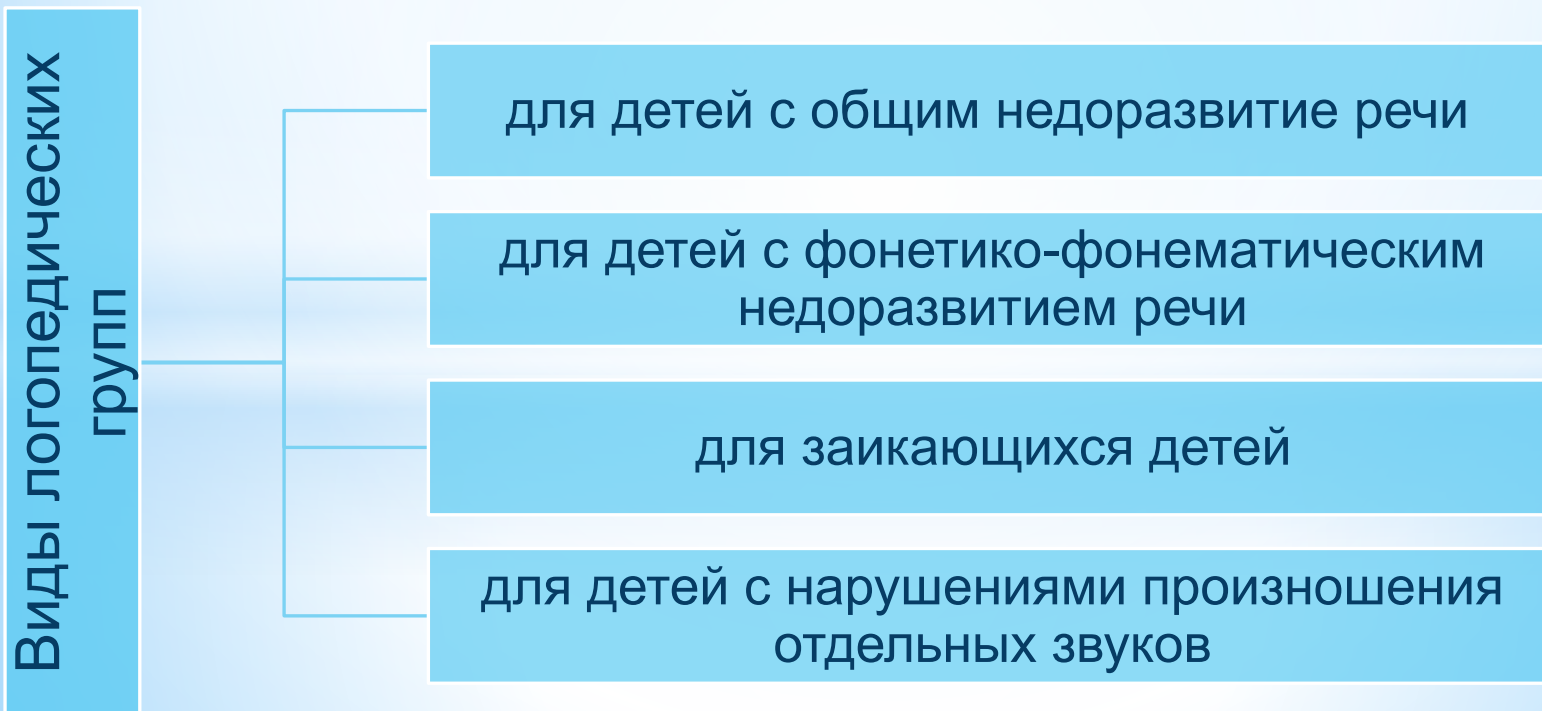 Виды логопедических
групп
для детей с общим недоразвитие речи
для детей с фонетико-фонематическим
недоразвитием речи
для заикающихся детей
для детей с нарушениями произношения
отдельных звуков